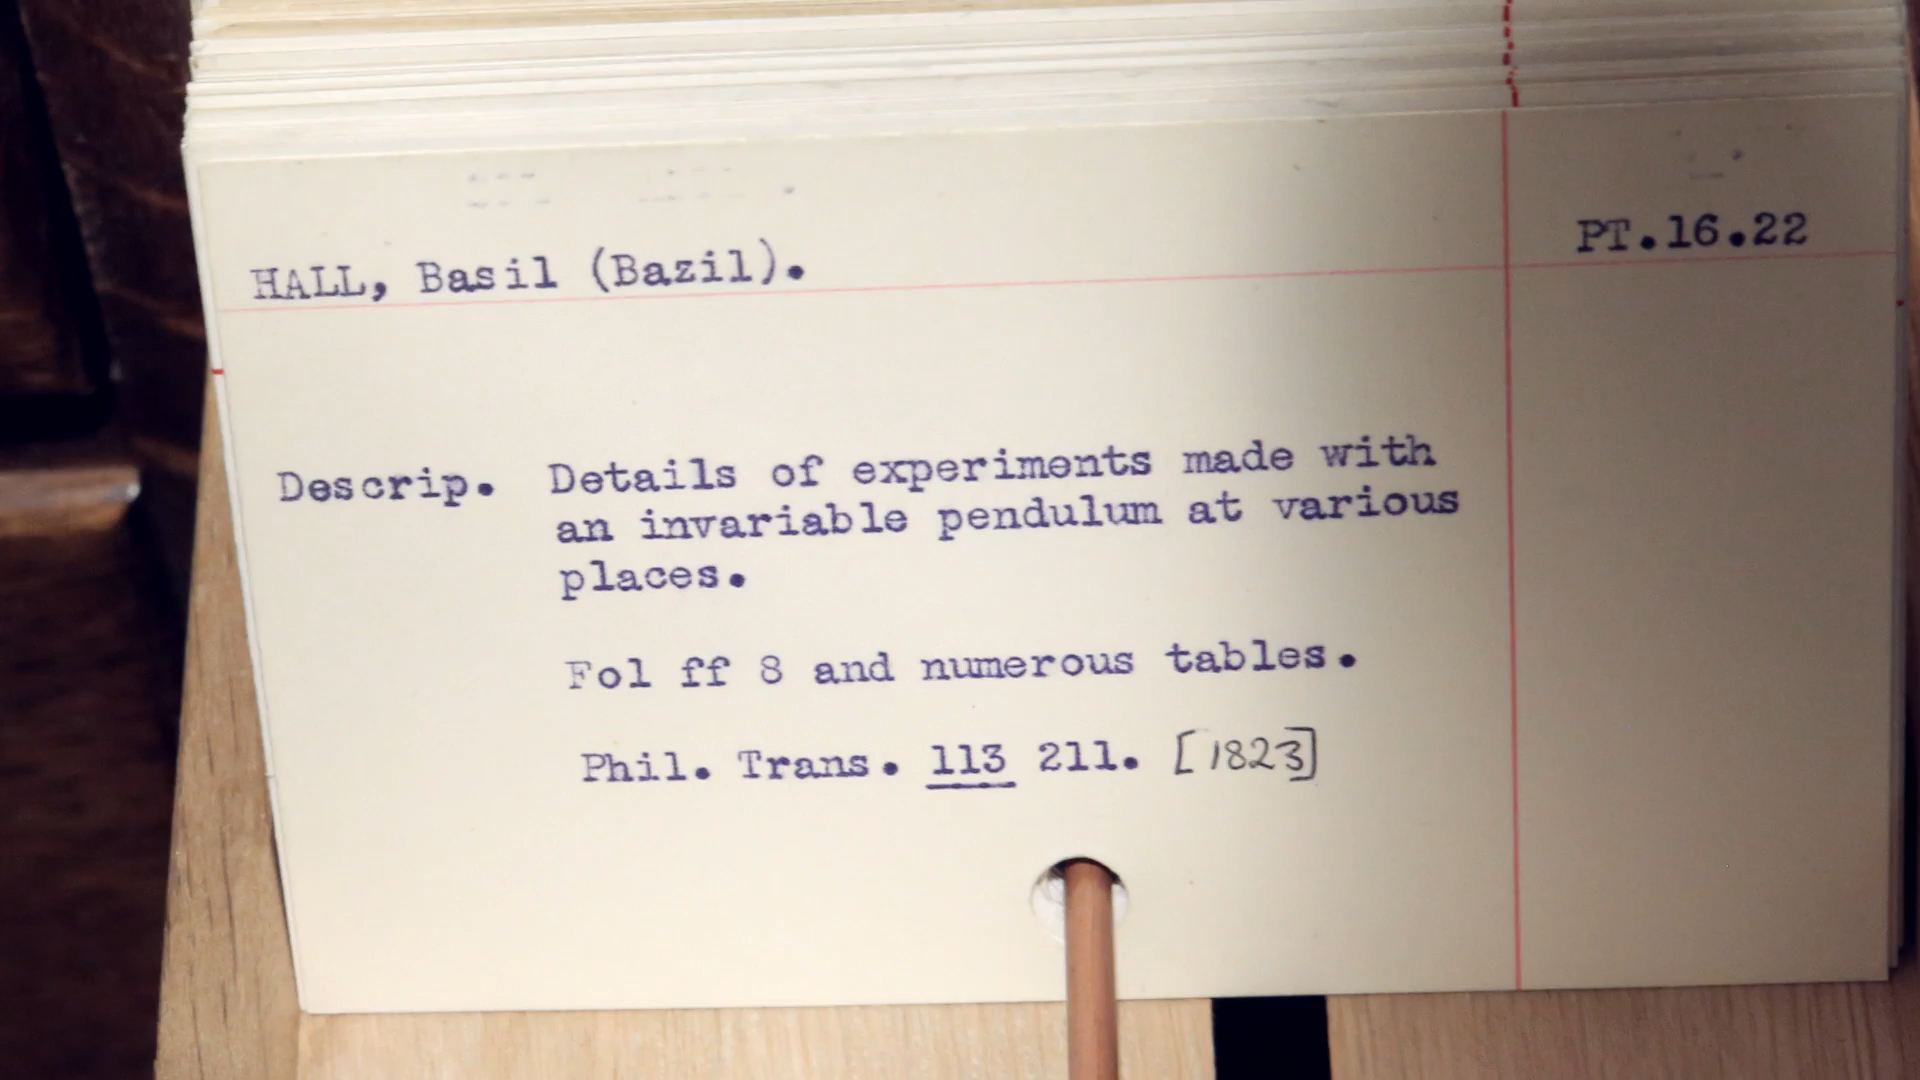 PT.16.22
HALL, Basil (Bazil).
Descrip. Details of experiments made with
an invariable pendulum at various
places.
Fol ff 8 and numerous tables.
Phil. Trans. 113 211. [1823]